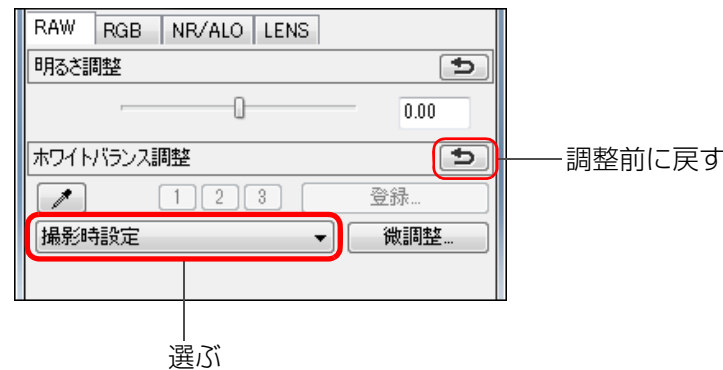 RAW RGB NR/ALO LENS
明るさ調整
0.00
ホワイトバランス調整
調整前に戻す
1 2 3 登録...
撮影時設定 微調整...
選ぶ